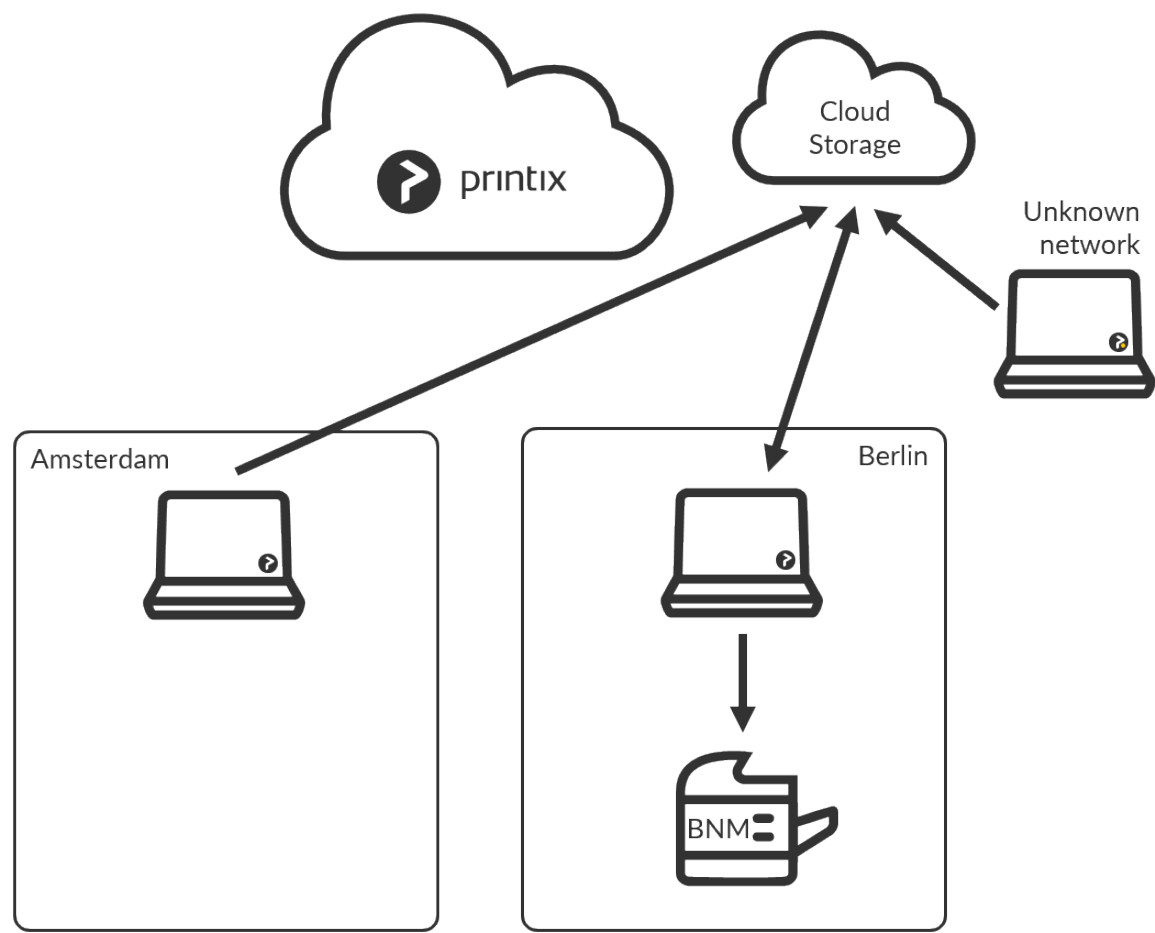 printix
Cloud
Storage
Unknown
network
Amsterdam
Berlin
BNM